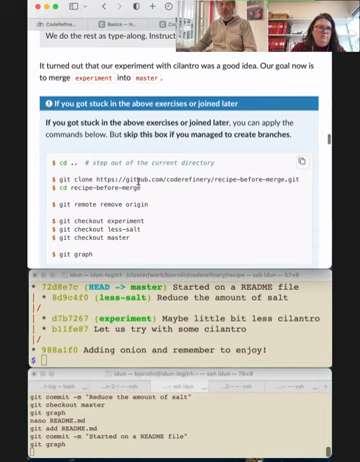 CodeRefine...
Basics — ...
We do the rest as type-along. Instruct
It turned out that our experiment with cilantro was a good idea. Our goal now is
to merge experiment into master.
If you got stuck in the above exercises or joined later
If you got stuck in the above exercises or joined later, you can apply the
commands below. But skip this box if you managed to create branches.
$ cd .. # step out of the current directory
$ git clone https://github.com/coderefinery/recipe-before-merge.git
$ cd recipe-before-merge
$ git remote remove origin
$ git checkout experiment
$ git checkout less-salt
$ git checkout master
$ git graph
* 72d8e7c (HEAD -> master) Started on a README file
| * 8d9c4f0 (less-salt) Reduce the amount of salt
|/
| * d7b7267 (experiment) Maybe little bit less cilantro
| * b11fe87 Let us try with some cilantro
|/
* 988a1f0 Adding onion and remember to enjoy!
$
git commit -m "Reduce the amount of salt"
git checkout master
git graph
nano README.md
git add README.md
git commit -m "Started on a README file"
git graph